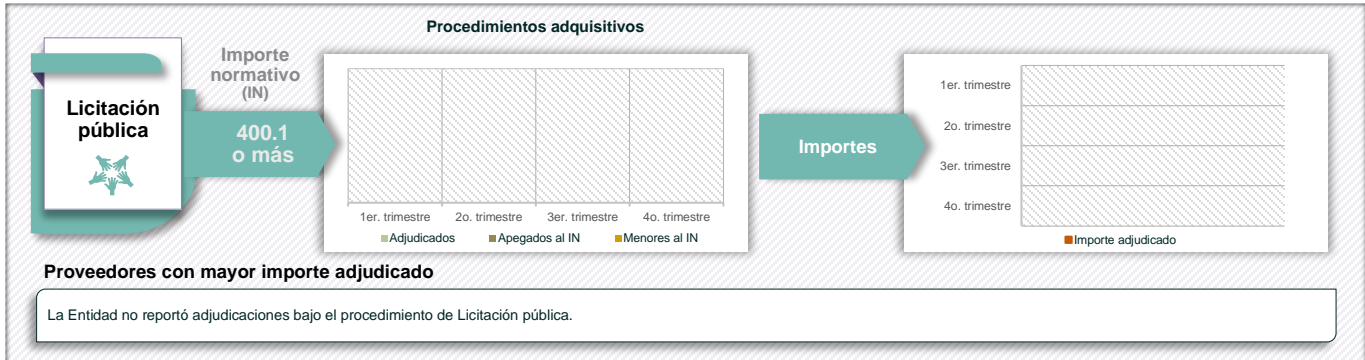 Procedimientos adquisitivos
Licitación
pública
Importe
normativo
(IN)
400.1
o más
1er. trimestre 2o. trimestre 3er. trimestre 4o. trimestre
Adjudicados Apegados al IN Menores al IN
Importes
1er. trimestre
2o. trimestre
3er. trimestre
4o. trimestre
Importe adjudicado
Proveedores con mayor importe adjudicado
La Entidad no reportó adjudicaciones bajo el procedimiento de Licitación pública.